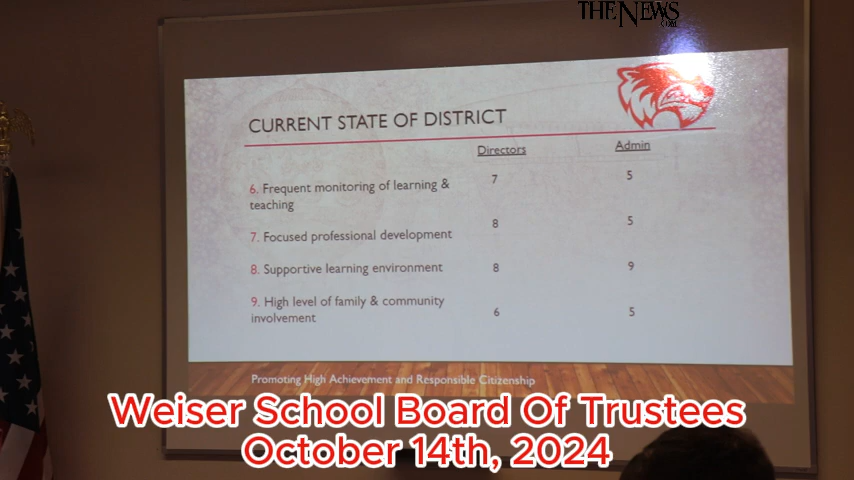 THE NEWS
.COM
CURRENT STATE OF DISTRICT
Directors Admin
6. Frequent monitoring of learning & 7 5
teaching
7. Focused professional development 8 5
8. Supportive learning environment 8 9
9. High level of family & community
involvement 6 5
Promoting High Achievement and Responsible Citizenship
Weiser School Board Of Trustees
October 14th, 2024